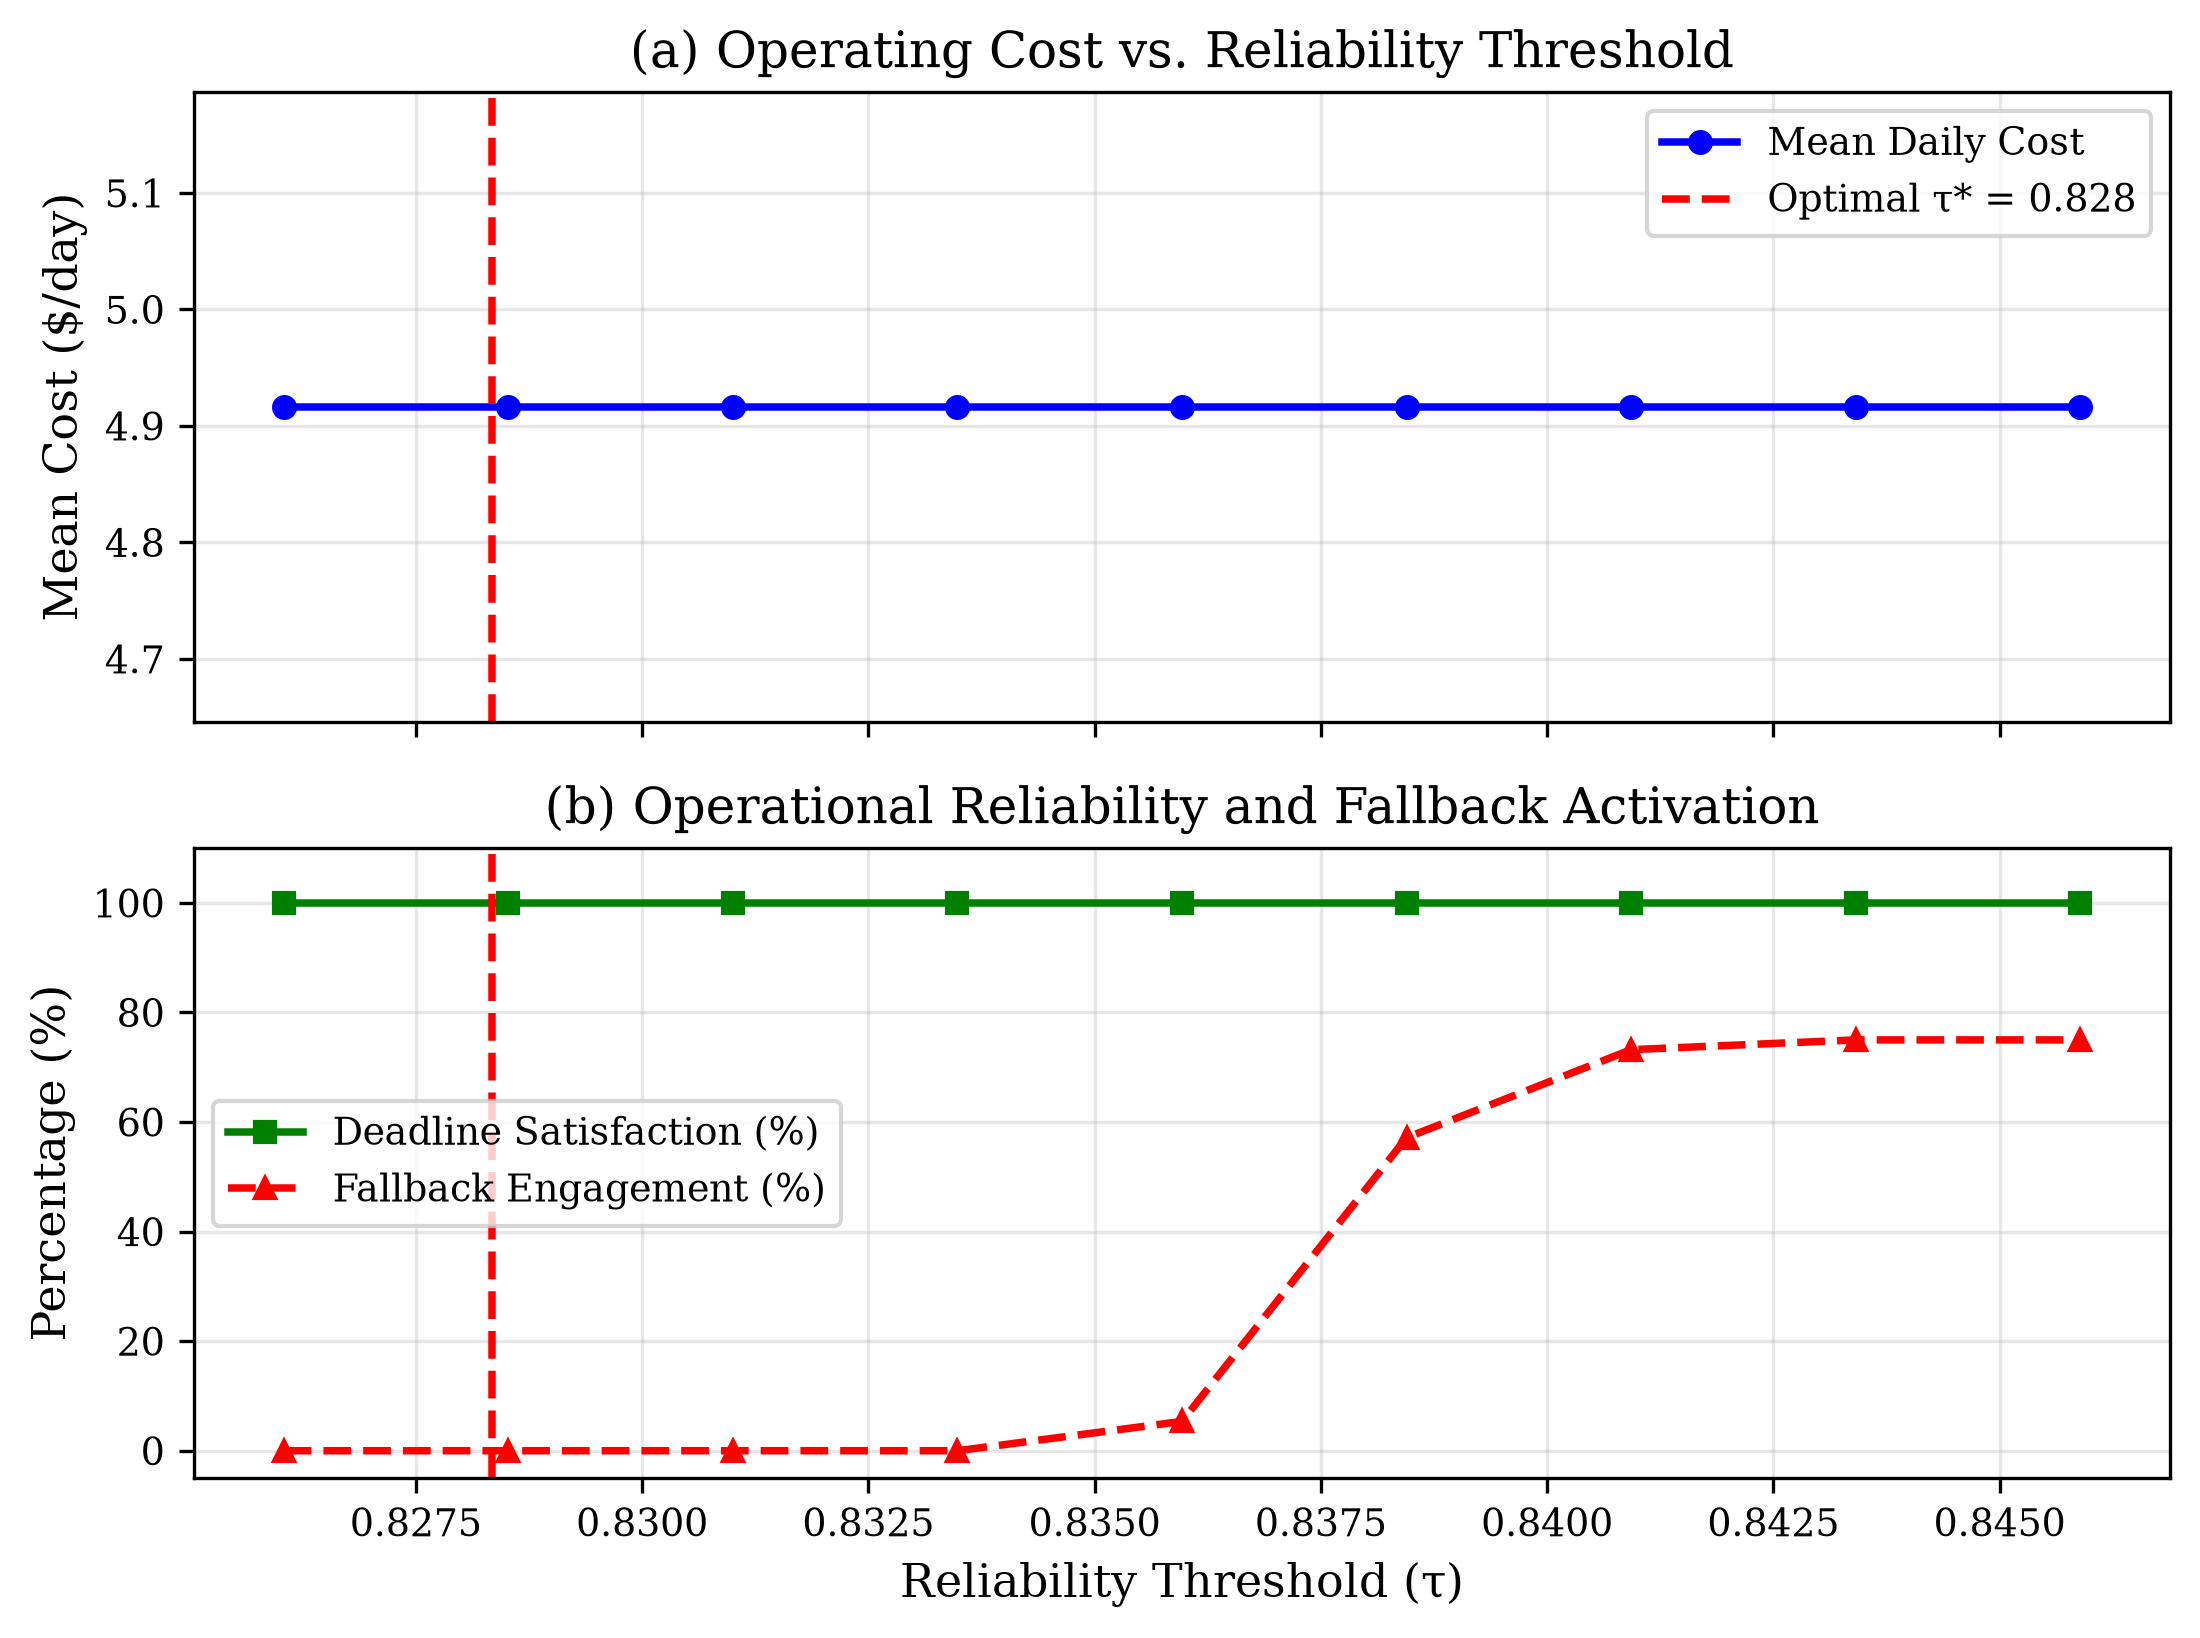 (a) Operating Cost vs. Reliability Threshold
Mean Cost ($/day)
5.1
5.0
4.9
4.8
4.7
Mean Daily Cost
Optimal τ* = 0.828
(b) Operational Reliability and Fallback Activation
Percentage (%)
100
80
60
40
20
0
Deadline Satisfaction (%)
Fallback Engagement (%)
0.8275 0.8300 0.8325 0.8350 0.8375 0.8400 0.8425 0.8450
Reliability Threshold (τ)